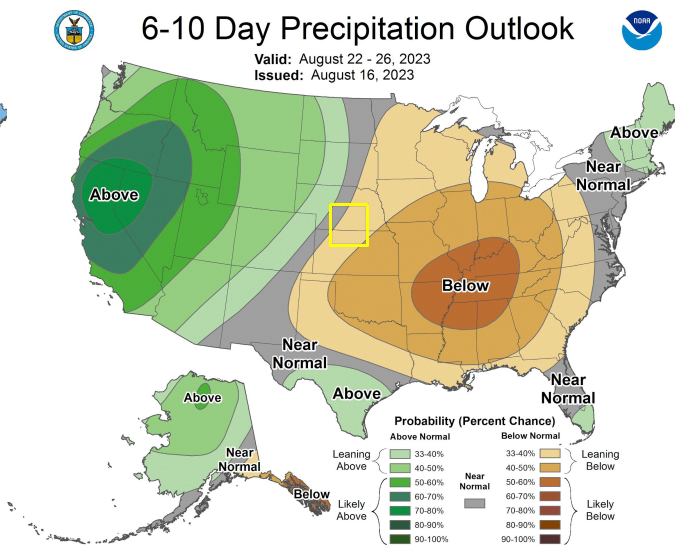 6-10 Day Precipitation Outlook
NOAA
Valid: August 22 - 26, 2023
Issued: August 16, 2023
Above
Near
Normal
Above
Below
Near
Normal
Above
Near
Normal
Above
Near
Normal
Below
Probability (Percent Chance)
Above Normal
Below Normal
Leaning
Above
33-40%
40-50%
Likely
Above
50-60%
60-70%
70-80%
80-90%
90-100%
Near
Normal
33-40%
40-50%
Leaning
Below
50-60%
60-70%
70-80%
80-90%
90-100%
Likely
Below